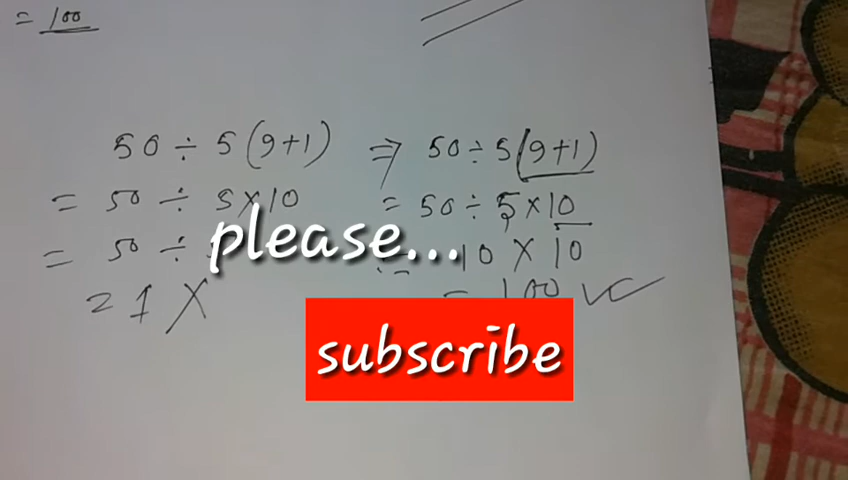 = 100
50 ÷ 5(9+1) ⇒ 50 ÷ 5(9+1)
= 50 ÷ 5×10 = 50 ÷ 5×10
= 50 ÷ = 10 × 10
please...
= 1 X = 100 ✓
subscribe